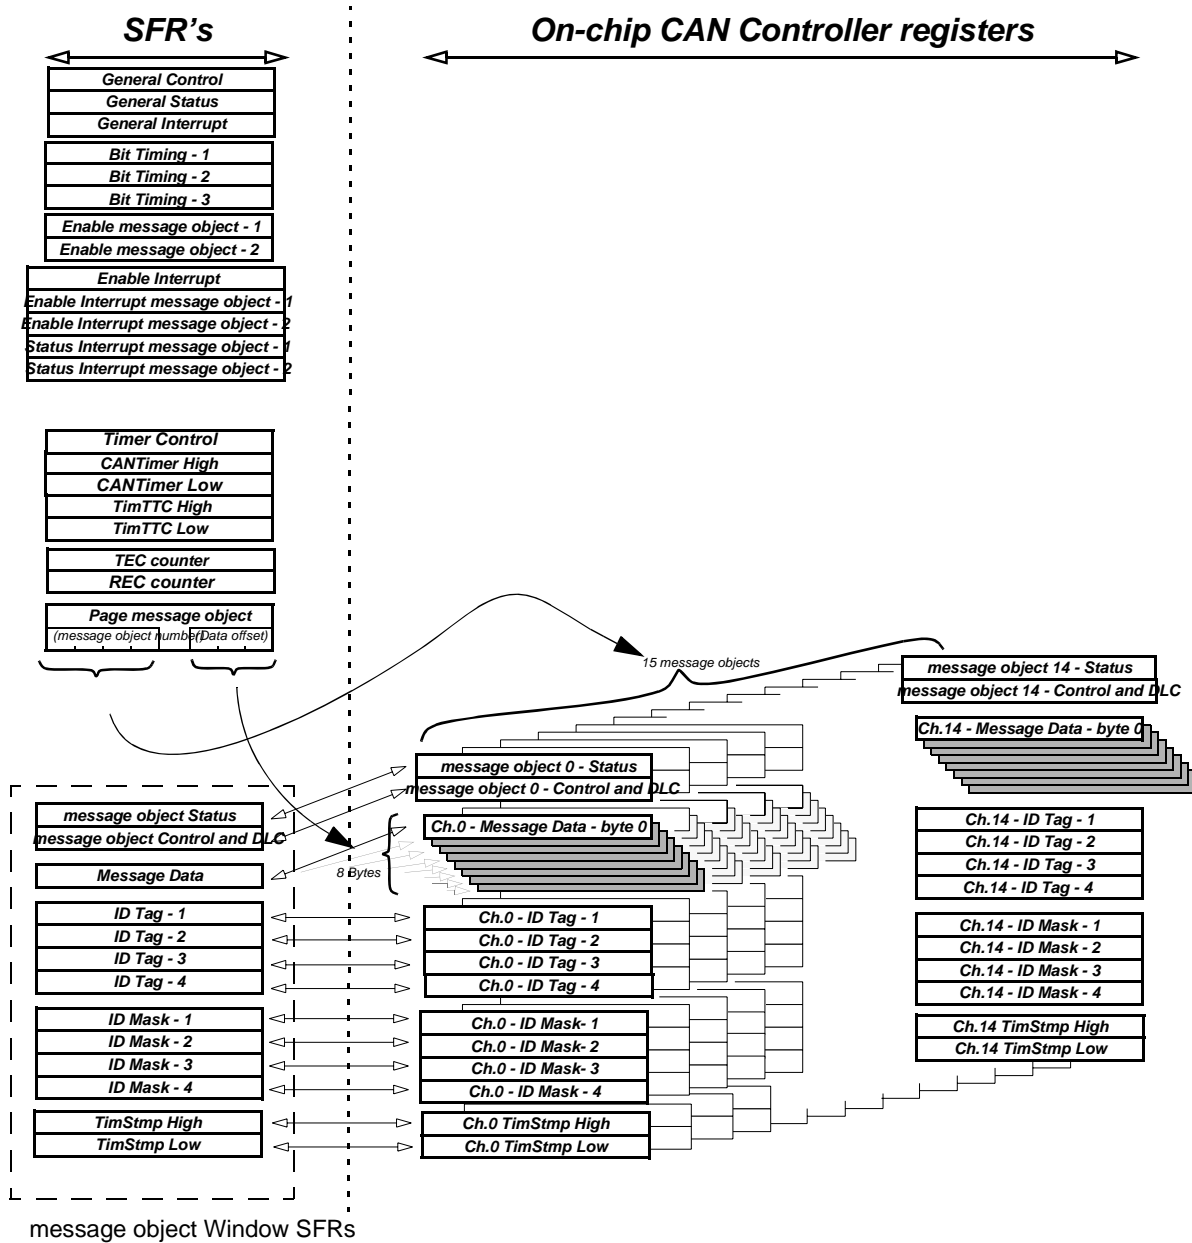 SFR's
On-chip CAN Controller registers
General Control
General Status
General Interrupt
Bit Timing - 1
Bit Timing - 2
Bit Timing - 3
Enable message object - 1
Enable message object - 2
Enable Interrupt
Enable Interrupt message object - 1
Enable Interrupt message object - 2
Status Interrupt message object - 1
Status Interrupt message object - 2
Timer Control
CANTimer High
CANTimer Low
TimTTC High
TimTTC Low
TEC counter
REC counter
Page message object
(message object number)
(Data offset)
15 message objects
message object 14 - Status
message object 14 - Control and DLC
Ch.14 - Message Data - byte 0
Ch.14 - ID Tag - 1
Ch.14 - ID Tag - 2
Ch.14 - ID Tag - 3
Ch.14 - ID Tag - 4
Ch.14 - ID Mask - 1
Ch.14 - ID Mask - 2
Ch.14 - ID Mask - 3
Ch.14 - ID Mask - 4
Ch.14 TimStmp High
Ch.14 TimStmp Low
message object 0 - Status
message object 0 - Control and DLC
Ch.0 - Message Data - byte 0
8 Bytes
Ch.0 - ID Tag - 1
Ch.0 - ID Tag - 2
Ch.0 - ID Tag - 3
Ch.0 - ID Tag - 4
Ch.0 - ID Mask- 1
Ch.0 - ID Mask- 2
Ch.0 - ID Mask- 3
Ch.0 - ID Mask - 4
Ch.0 TimStmp High
Ch.0 TimStmp Low
message object Status
message object Control and DLC
Message Data
ID Tag - 1
ID Tag - 2
ID Tag - 3
ID Tag - 4
ID Mask - 1
ID Mask - 2
ID Mask - 3
ID Mask - 4
TimStmp High
TimStmp Low
message object Window SFRs